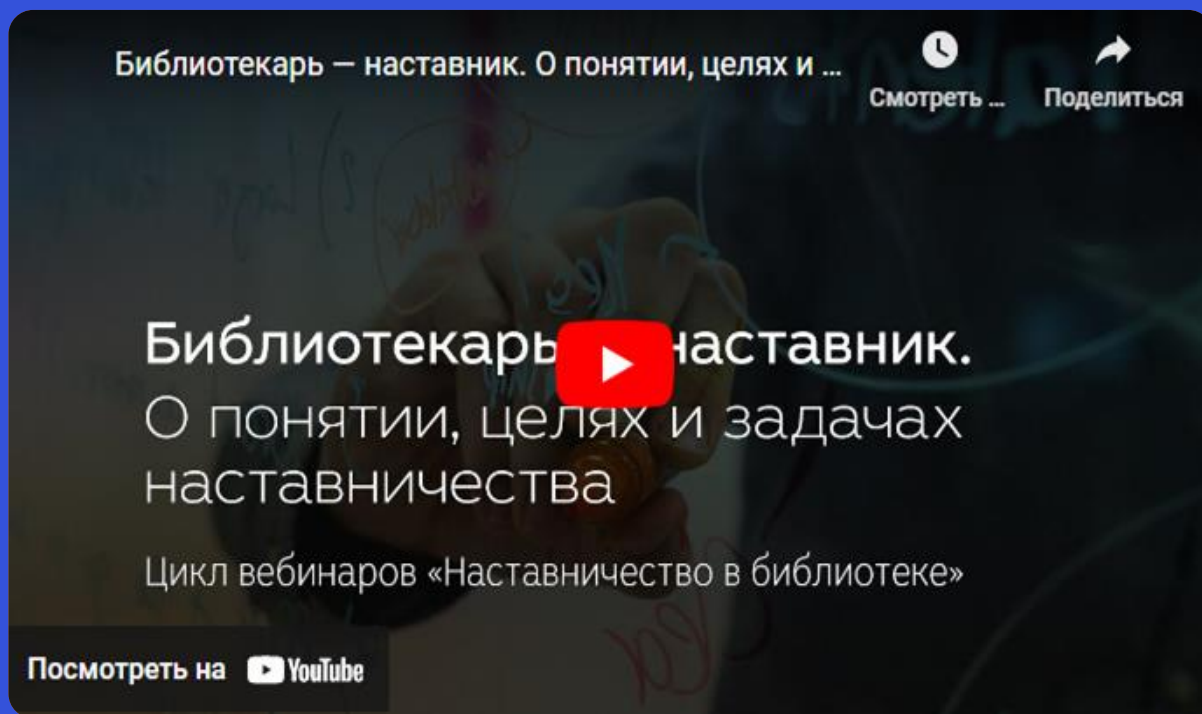 Библиотекарь — наставник. О понятии, целях и ...
Смотреть ...
Поделиться
Библиотекарь наставник.
О понятии, целях и задачах
наставничества
Цикл вебинаров «Наставничество в библиотеке»
Посмотреть на YouTube